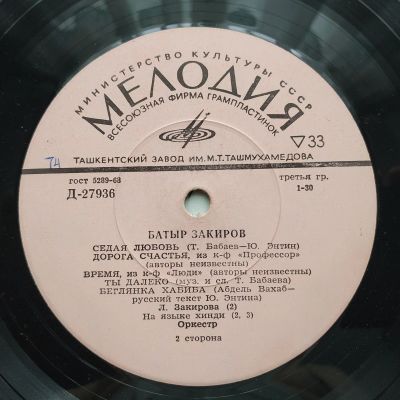 МИНИСТЕРСТВО КУЛЬТУРЫ СССР
МЕЛОДИЯ
ВСЕСОЮЗНАЯ ФИРМА ГРАМПЛАСТИНОК
▽33
ТАШКЕНТСКИЙ ЗАВОД ИМ. М.Т. ТАШМУХАМЕДОВА
ТЧ
гост 5289-68
третья гр.
Д-27936
1-30
БАТЫР ЗАКИРОВ
СЕДАЯ ЛЮБОВЬ (Т. Бабаев—Ю. Энтин)
ДОРОГА СЧАСТЬЯ, из к-ф «Профессор»
(авторы неизвестны)
ВРЕМЯ, из к-ф «Люди» (авторы неизвестны)
ТЫ ДАЛЕКО (муз. и сл. Т. Бабаева)
БЕГЛЯНКА ХАБИБА (Абдель Вахаб—
русский текст Ю. Энтина)
Л. Закирова (2)
На языке хинди (2, 3)
Оркестр
2 сторона